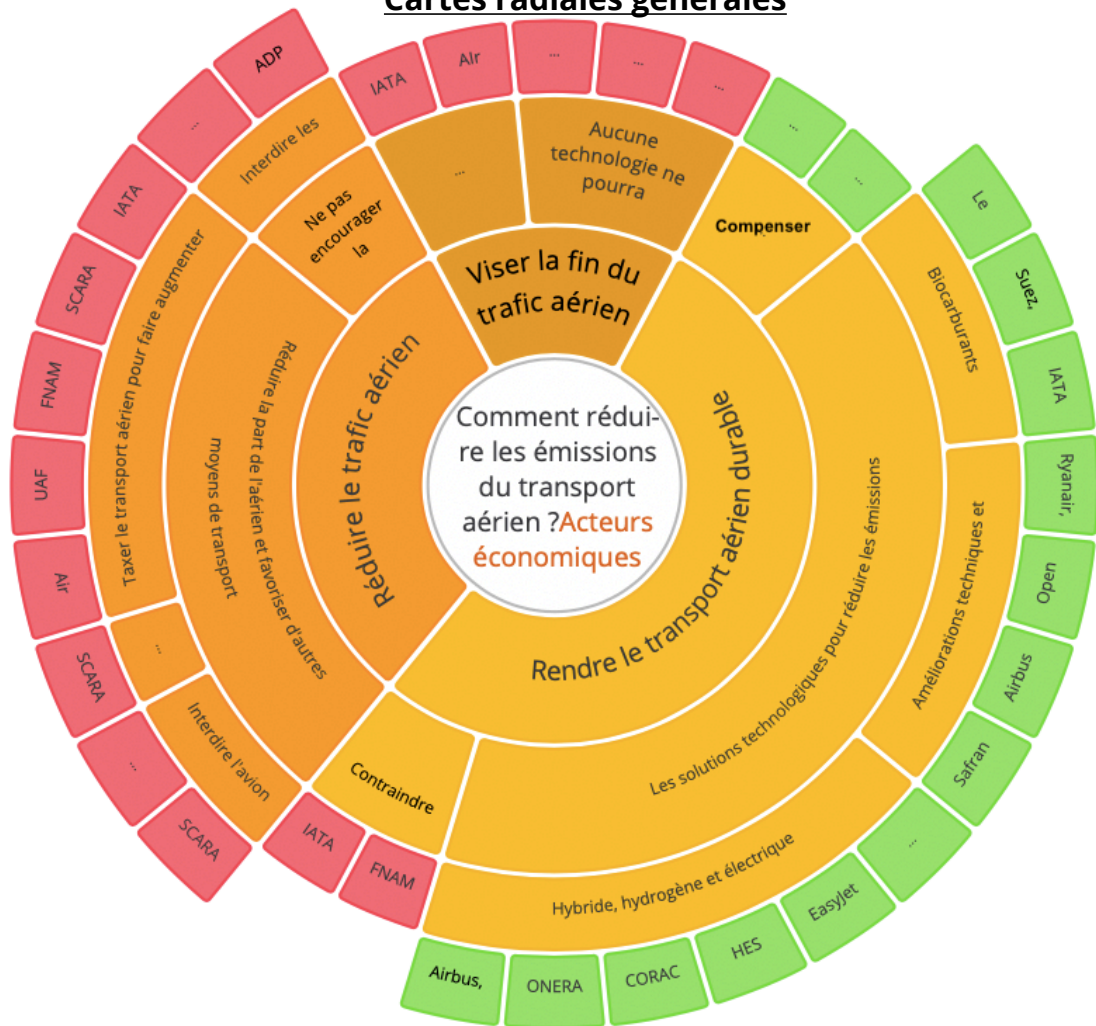 Cartes radiales générales
Comment rédui-
re les émissions
du transport
aérien ?Acteurs
économiques
Viser la fin du
trafic aérien
...
Aucune
technologie ne
pourra
IATA
AIr
...
...
...
Rendre le transport aérien durable
Compenser
...
...
Les solutions technologiques pour réduire les émissions
Biocarburants
Le
Suez,
IATA
Améliorations techniques et
Ryanair,
Open
Airbus
Safran
Hybride, hydrogène et électrique
...
EasyJet
HES
CORAC
ONERA
Airbus,
Contraindre
FNAM
IATA
Réduire le trafic aérien
Réduire la part de l'aérien et favoriser d'autres
moyens de transport
Interdire l'avion
SCARA
...
...
SCARA
Taxer le transport aérien pour faire augmenter
Air
UAF
FNAM
SCARA
IATA
Ne pas
encourager
la
Interdire les
...
ADP